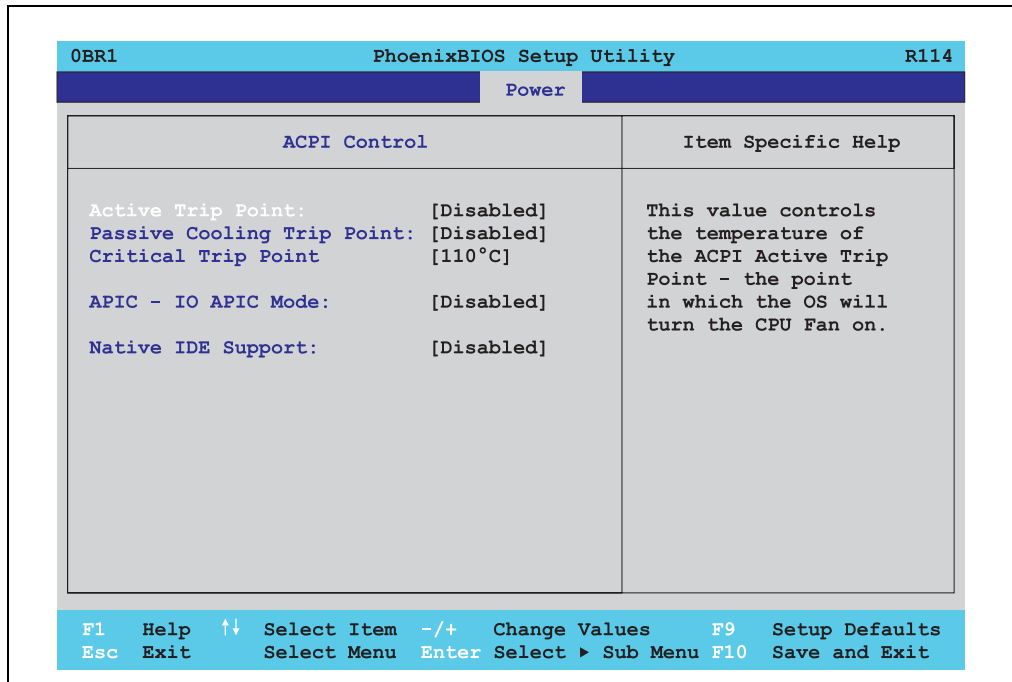 0BR1 PhoenixBIOS Setup Utility R114
Power
ACPI Control
Item Specific Help
Active Trip Point: [Disabled]
Passive Cooling Trip Point: [Disabled]
Critical Trip Point [110°C]
APIC - IO APIC Mode: [Disabled]
Native IDE Support: [Disabled]
This value controls
the temperature of
the ACPI Active Trip
Point - the point
in which the OS will
turn the CPU Fan on.
F1 Help ↑↓ Select Item -/+ Change Values F9 Setup Defaults
Esc Exit Select Menu Enter Select ▶ Sub Menu F10 Save and Exit